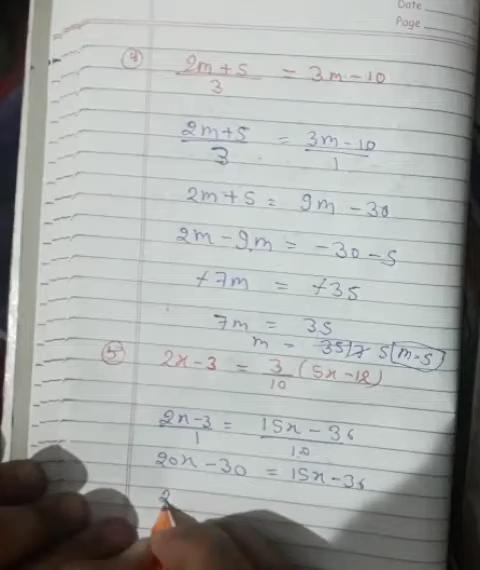 Date
Page
4 2m + 5 / 3 = 3m - 10
2m+5 / 3 = 3m - 10 / 1
2m + 5 = 9m - 30
2m - 9m = -30 - 5
+7m = +35
7m = 35
m = 35/7 5 m=5
5 2x - 3 = 3/10 (5x - 12)
2x - 3 / 1 = 15x - 36 / 10
20x - 30 = 15x - 36
2